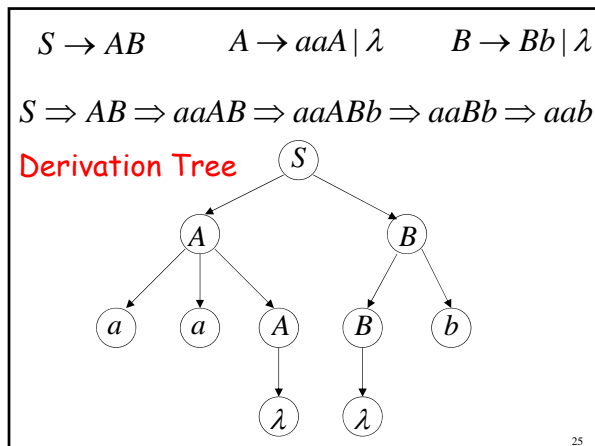 S → AB A → aaA | λ B → Bb | λ
S ⇒ AB ⇒ aaAB ⇒ aaABb ⇒ aaBb ⇒ aab
Derivation Tree
S
A B
a a A B b
λ λ
25